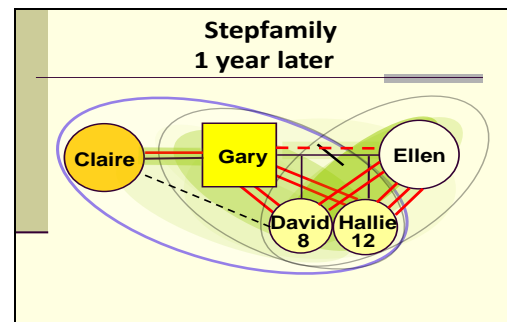 Stepfamily
1 year later
Claire
Gary
Ellen
David
8
Hallie
12